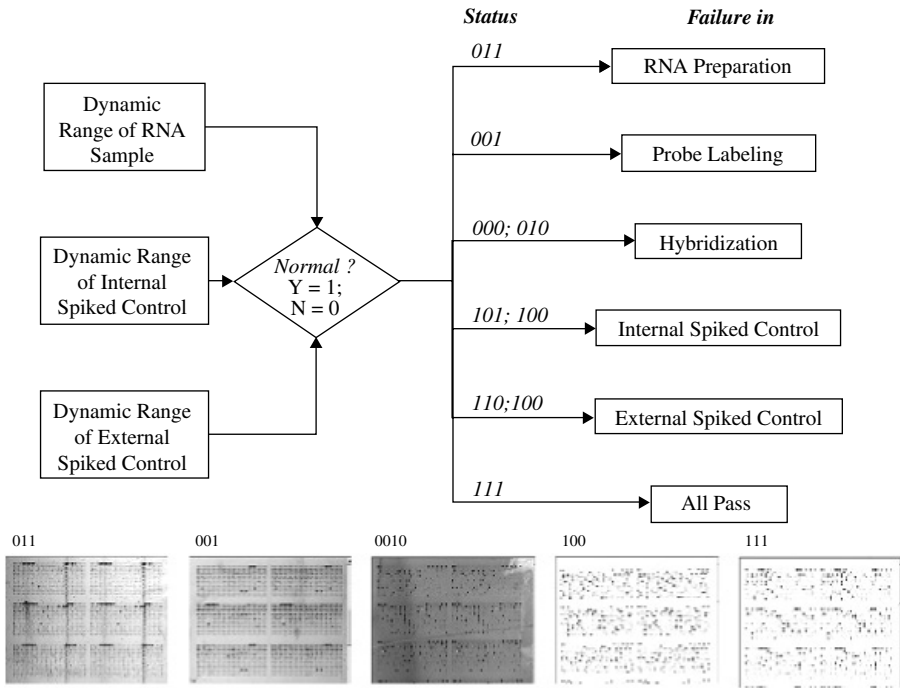 Status
Failure in
Dynamic
Range of RNA
Sample
Dynamic Range
of Internal
Spiked Control
Dynamic Range
of External
Spiked Control
Normal ?
Y = 1;
N = 0
011
RNA Preparation
001
Probe Labeling
000; 010
Hybridization
101; 100
Internal Spiked Control
110;100
External Spiked Control
111
All Pass
011
001
0010
100
111